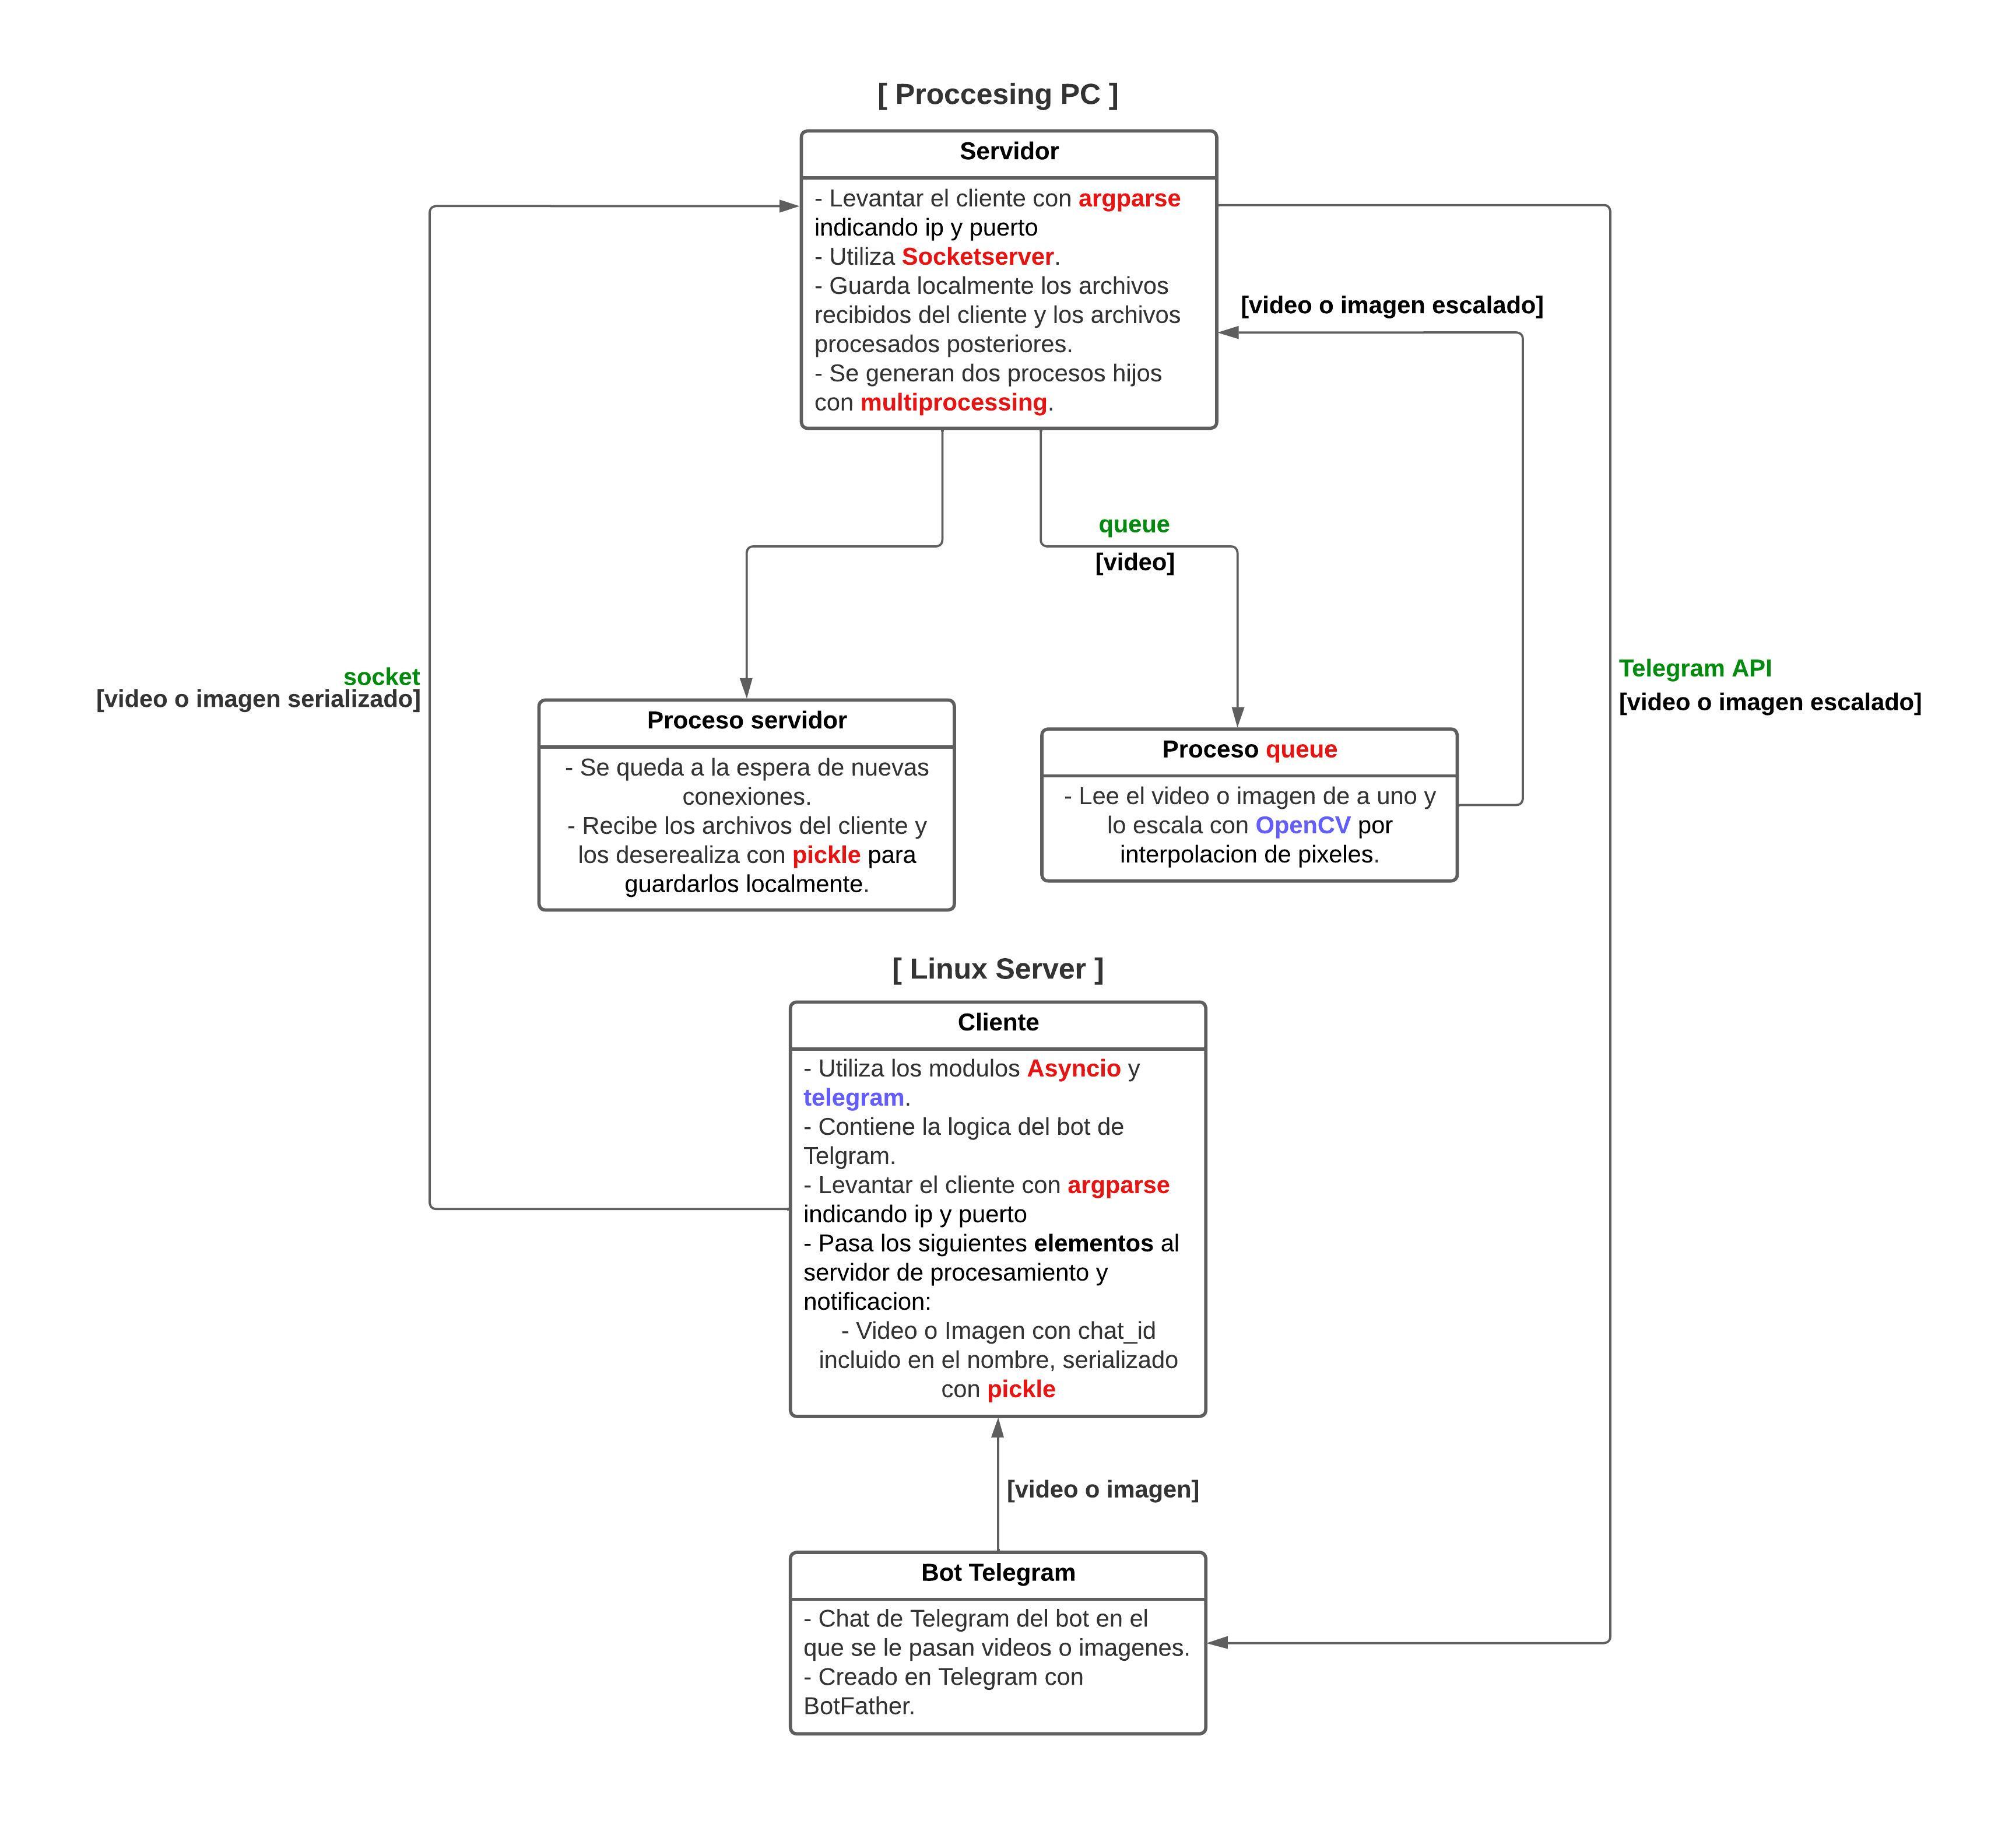 [ Proccesing PC ]
Servidor
- Levantar el cliente con argparse
indicando ip y puerto
- Utiliza Socketserver.
- Guarda localmente los archivos
recibidos del cliente y los archivos
procesados posteriores.
- Se generan dos procesos hijos
con multiprocessing.
[video o imagen escalado]
queue
[video]
socket
[video o imagen serializado]
Telegram API
[video o imagen escalado]
Proceso servidor
- Se queda a la espera de nuevas
conexiones.
- Recibe los archivos del cliente y
los deserealiza con pickle para
guardarlos localmente.
Proceso queue
- Lee el video o imagen de a uno y
lo escala con OpenCV por
interpolacion de pixeles.
[ Linux Server ]
Cliente
- Utiliza los modulos Asyncio y
telegram.
- Contiene la logica del bot de
Telgram.
- Levantar el cliente con argparse
indicando ip y puerto
- Pasa los siguientes elementos al
servidor de procesamiento y
notificacion:
- Video o Imagen con chat_id
incluido en el nombre, serializado
con pickle
[video o imagen]
Bot Telegram
- Chat de Telegram del bot en el
que se le pasan videos o imagenes.
- Creado en Telegram con
BotFather.